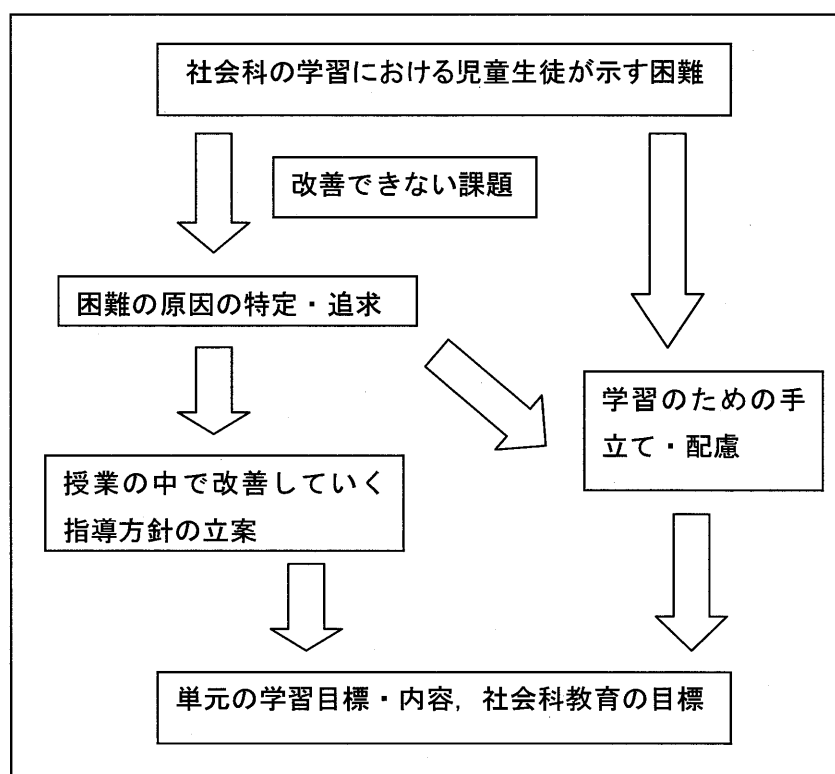 社会科の学習における児童生徒が示す困難
改善できない課題
困難の原因の特定・追求
学習のための手
立て・配慮
授業の中で改善していく
指導方針の立案
単元の学習目標・内容，社会科教育の目標